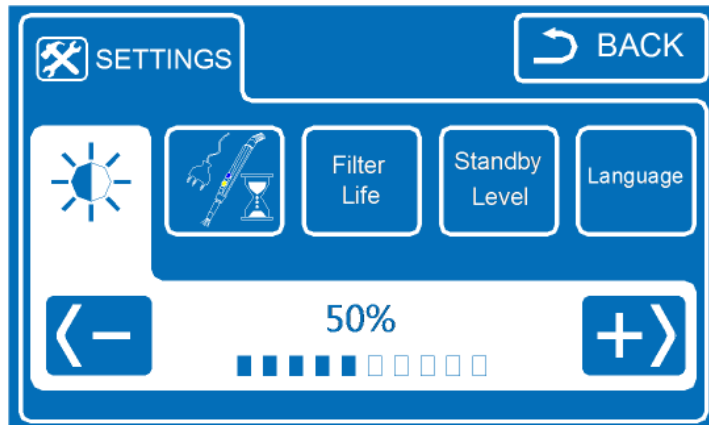 SETTINGS
BACK
Filter
Life
Standby
Level
Language
50%